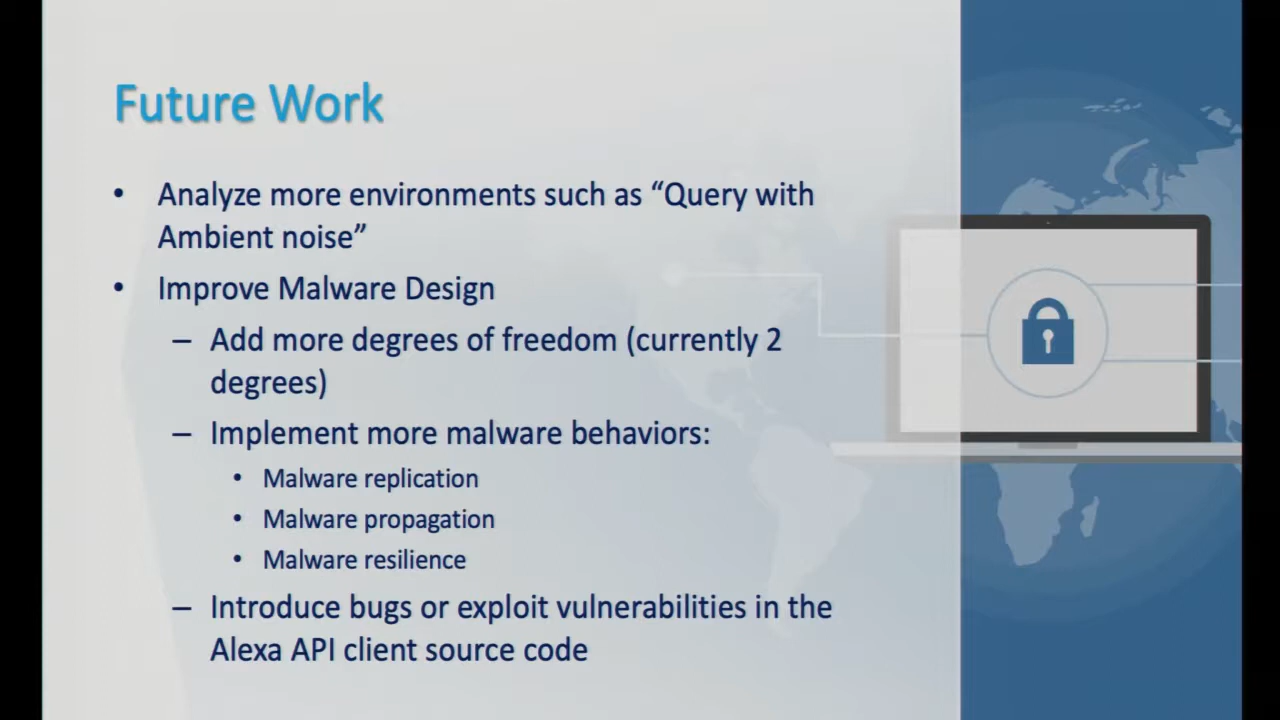 Future Work
• Analyze more environments such as “Query with
Ambient noise”
• Improve Malware Design
– Add more degrees of freedom (currently 2
degrees)
– Implement more malware behaviors:
• Malware replication
• Malware propagation
• Malware resilience
– Introduce bugs or exploit vulnerabilities in the
Alexa API client source code